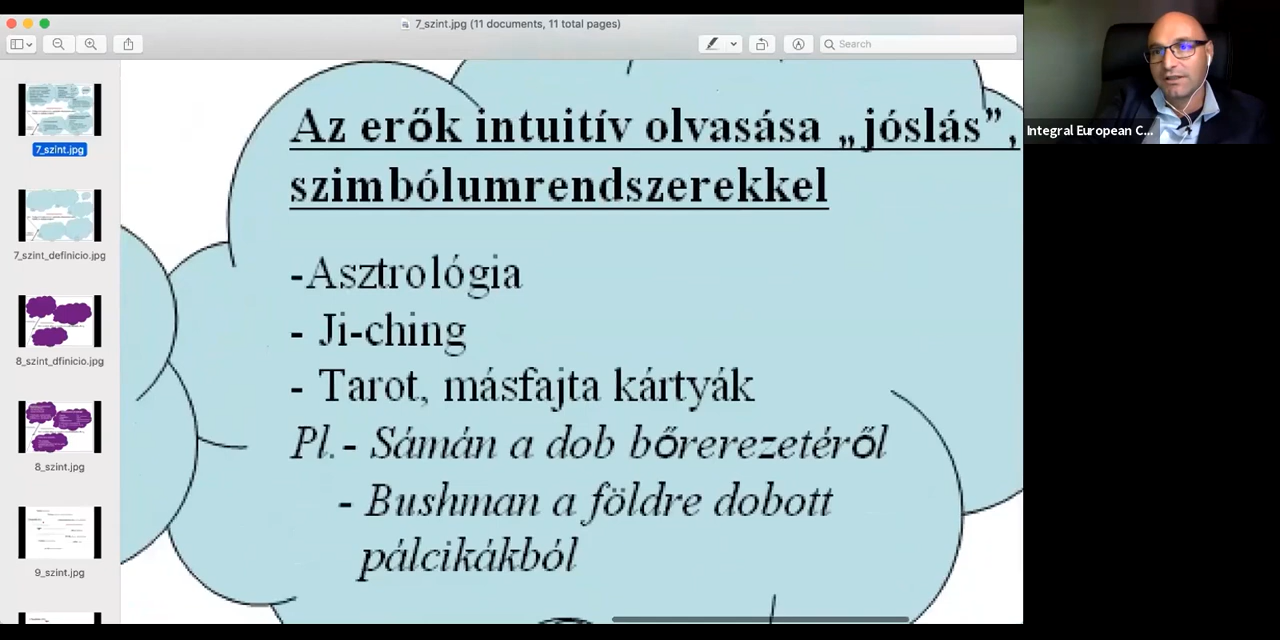 7_szint.jpg (11 documents, 11 total pages)
Search
7_szint.jpg
7_szint_definicio.jpg
8_szint_dfinicio.jpg
8_szint.jpg
9_szint.jpg
Az erők intuitív olvasása „jóslás”,
szimbólumrendszerekkel
-Asztrológia
- Ji-ching
- Tarot, másfajta kártyák
Pl.- Sámán a dob bőrerezetéről
- Bushman a földre dobott
pálcikákból
Integral European C...